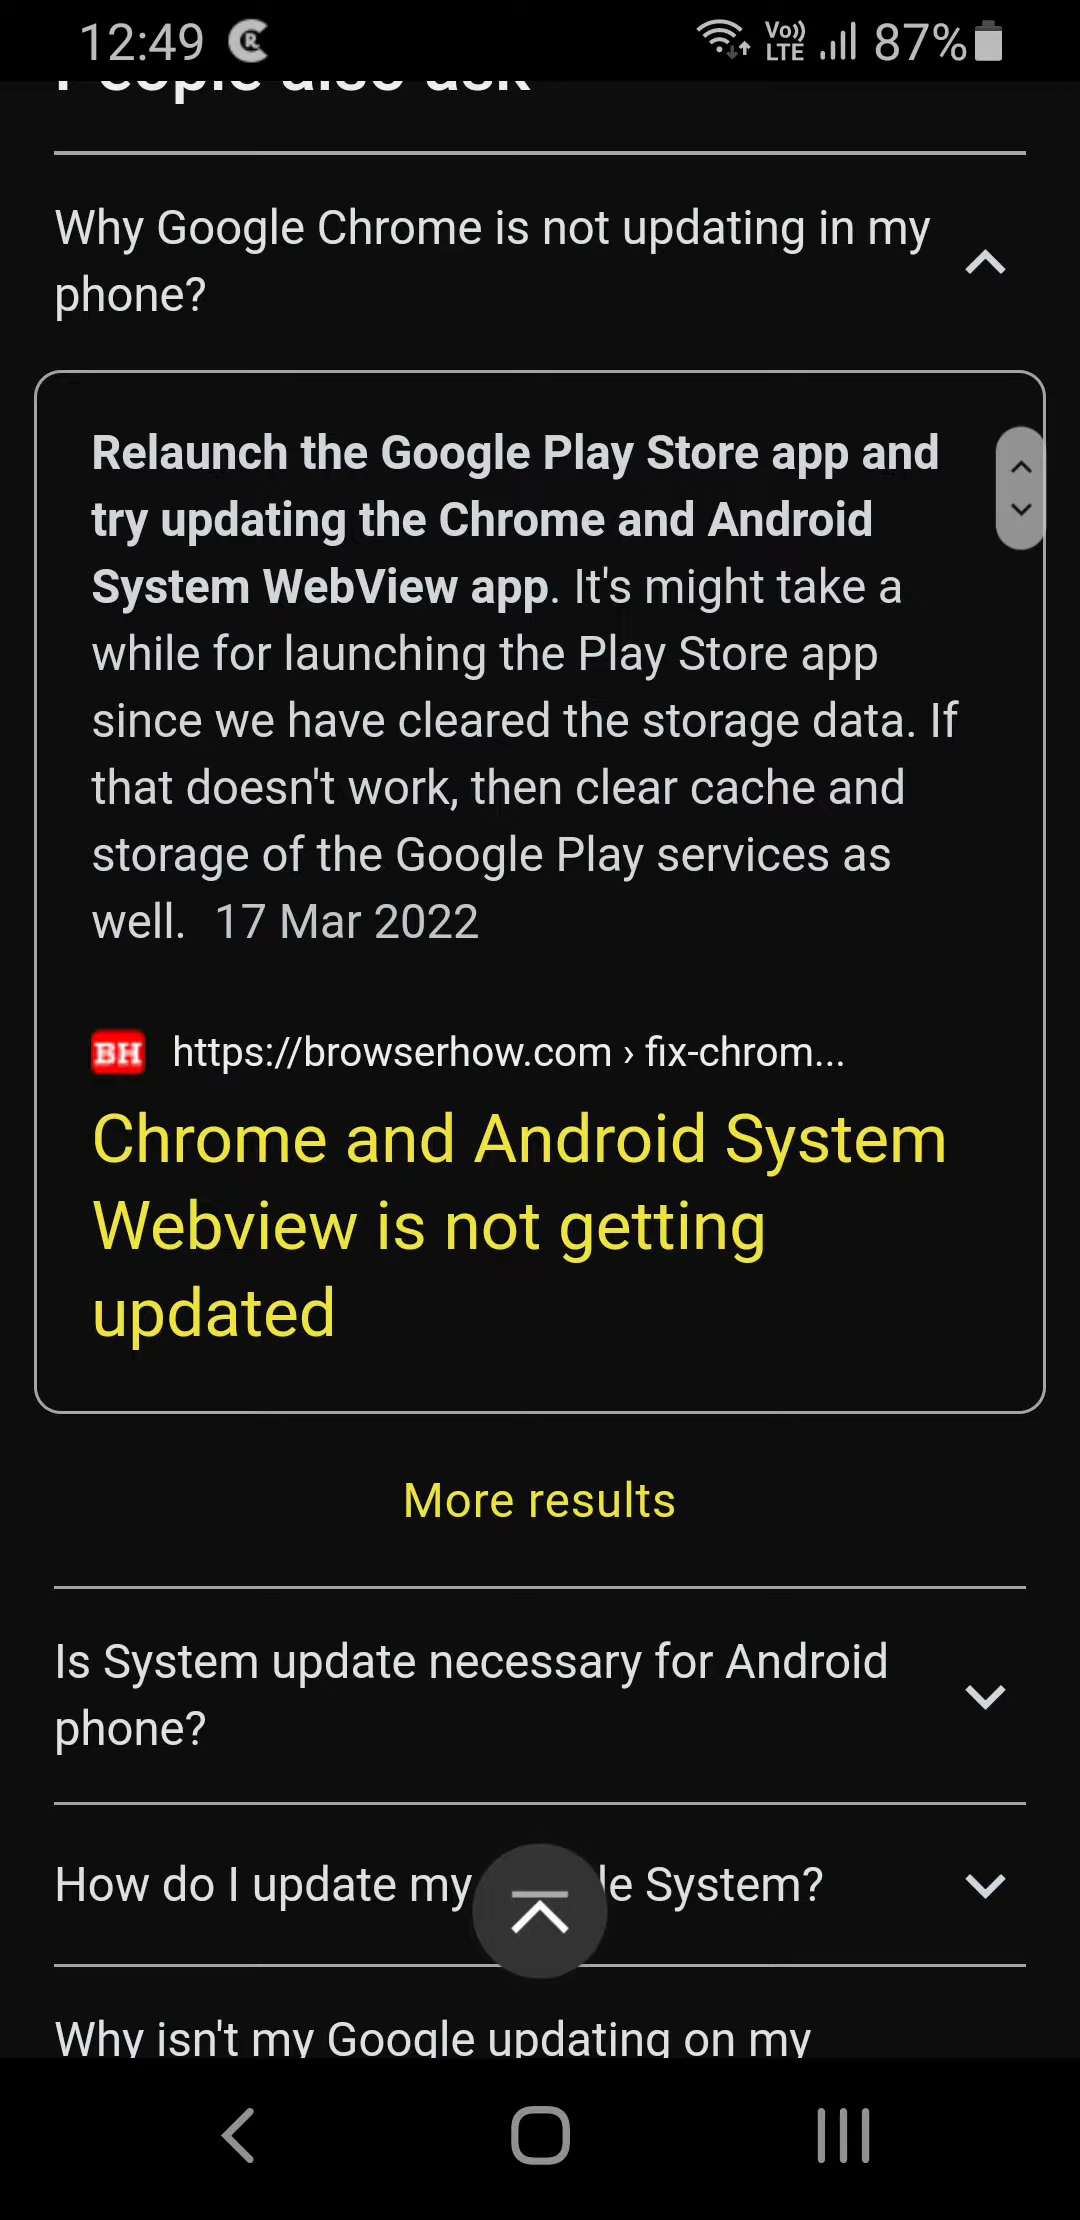 12:49
Vo)) LTE 87%
People also ask
Why Google Chrome is not updating in my
phone?
Relaunch the Google Play Store app and
try updating the Chrome and Android
System WebView app. It's might take a
while for launching the Play Store app
since we have cleared the storage data. If
that doesn't work, then clear cache and
storage of the Google Play services as
well. 17 Mar 2022
BH https://browserhow.com › fix-chrom...
Chrome and Android System
Webview is not getting
updated
More results
Is System update necessary for Android
phone?
How do I update my le System?
Why isn't my Google updating on my